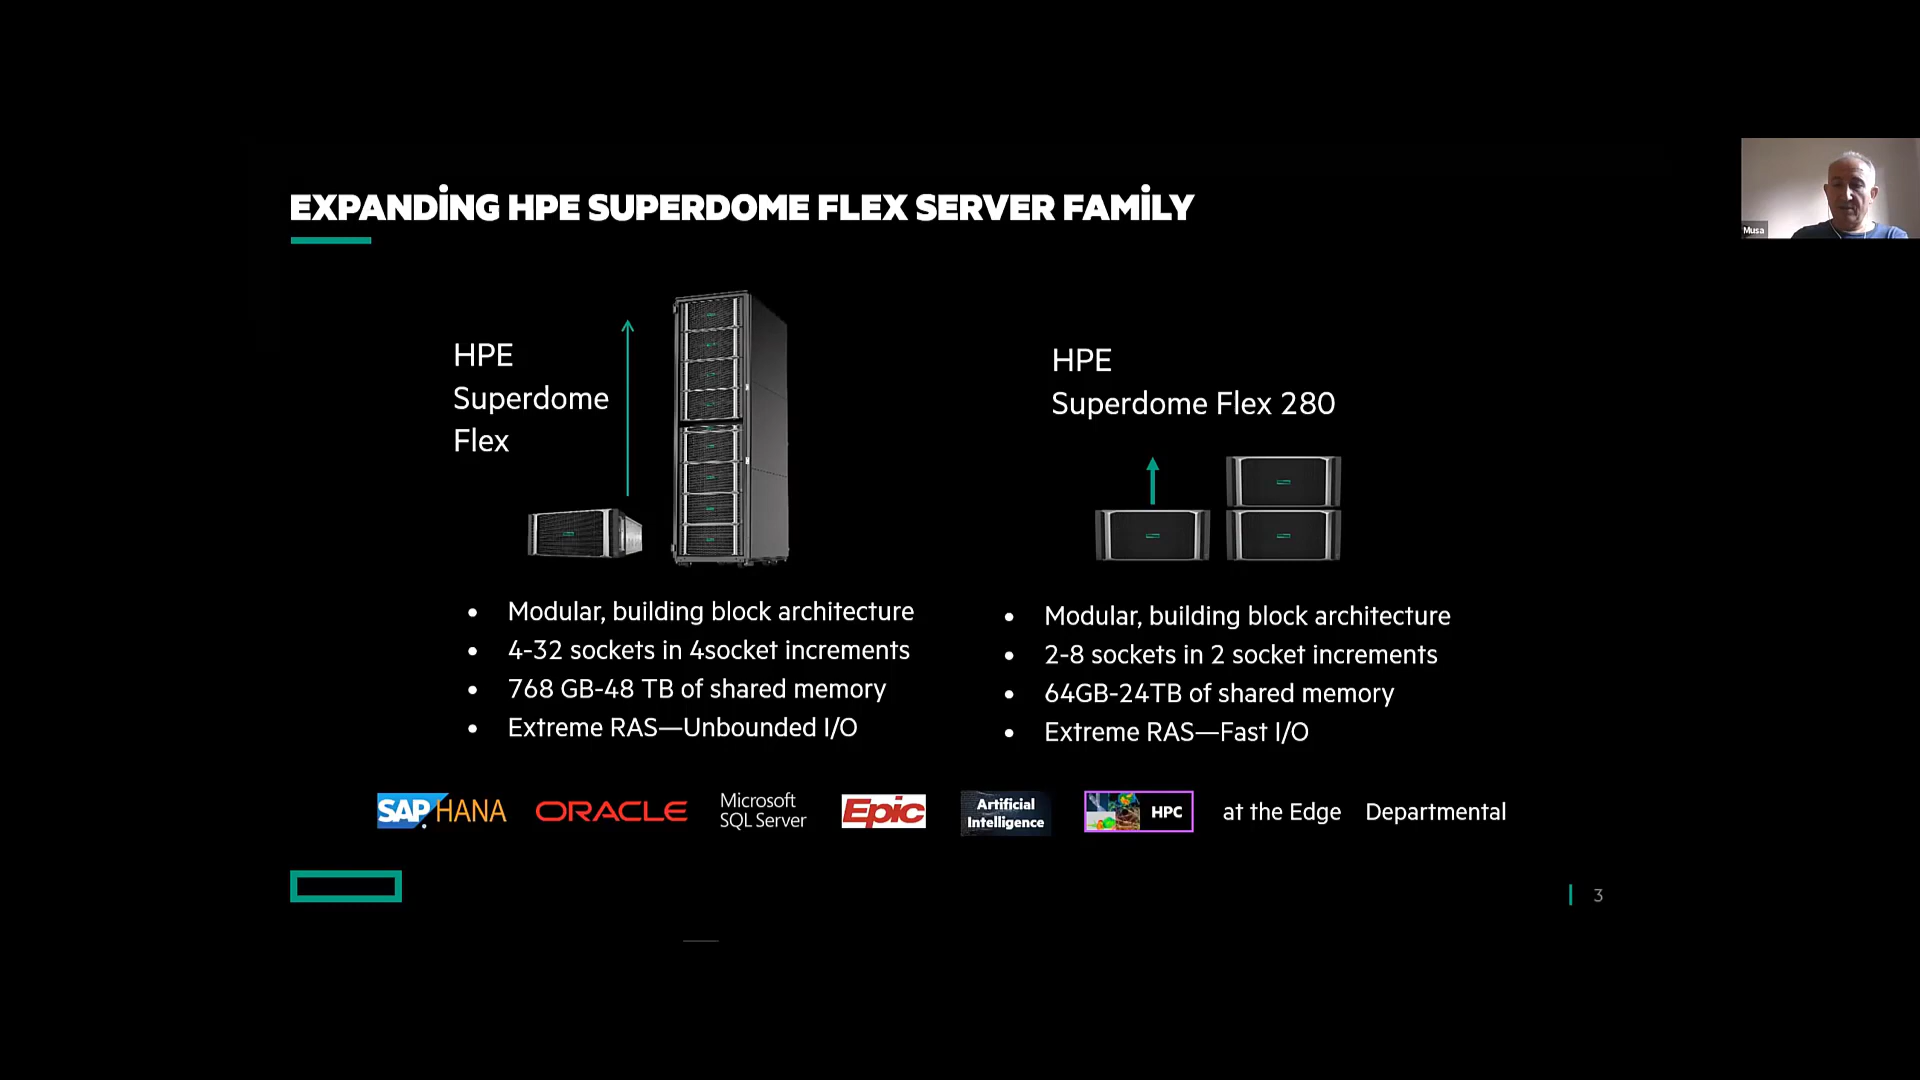 EXPANDİNG HPE SUPERDOME FLEX SERVER FAMİLY
Musa
HPE
Superdome
Flex
HPE
Superdome Flex 280
• Modular, building block architecture
• 4-32 sockets in 4socket increments
• 768 GB-48 TB of shared memory
• Extreme RAS—Unbounded I/O
• Modular, building block architecture
• 2-8 sockets in 2 socket increments
• 64GB-24TB of shared memory
• Extreme RAS—Fast I/O
SAP HANA
ORACLE
Microsoft
SQL Server
Epic
Artificial
Intelligence
HPC
at the Edge
Departmental
3